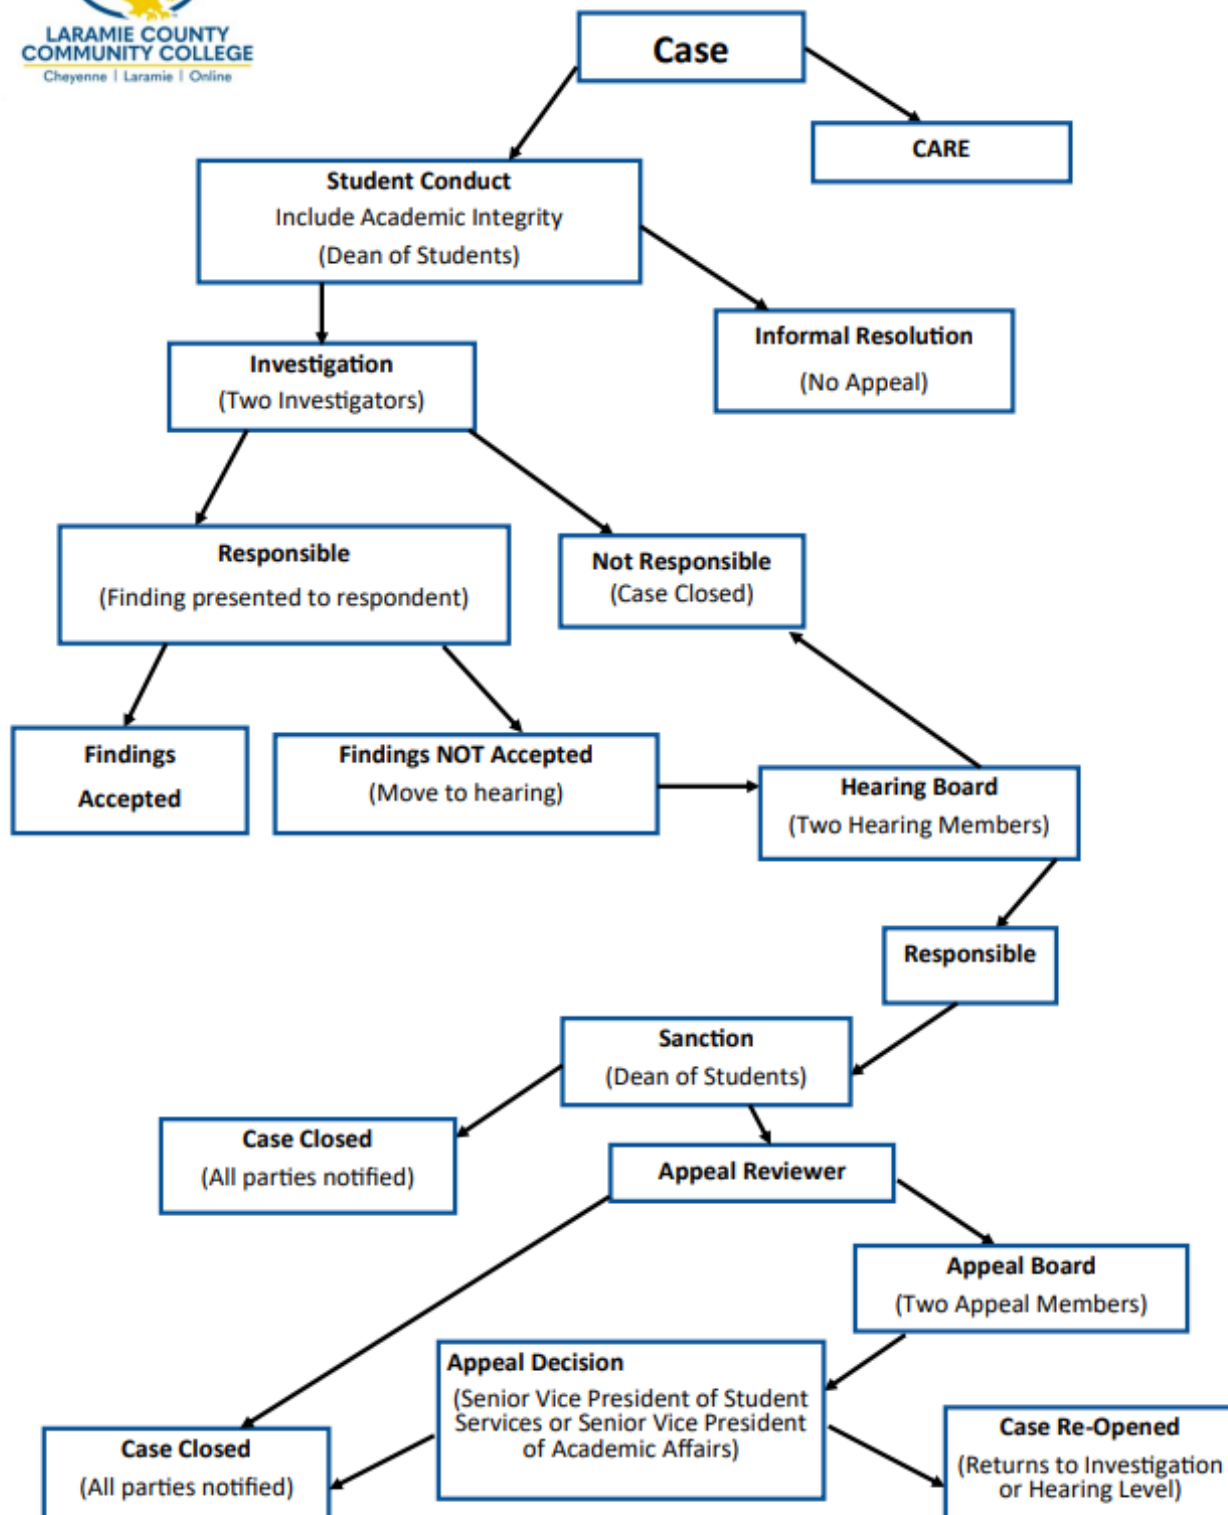 LARAMIE COUNTY
COMMUNITY COLLEGE
Cheyenne | Laramie | Online
Case
CARE
Student Conduct
Include Academic Integrity
(Dean of Students)
Informal Resolution
(No Appeal)
Investigation
(Two Investigators)
Responsible
(Finding presented to respondent)
Not Responsible
(Case Closed)
Findings
Accepted
Findings NOT Accepted
(Move to hearing)
Hearing Board
(Two Hearing Members)
Responsible
Sanction
(Dean of Students)
Case Closed
(All parties notified)
Appeal Reviewer
Appeal Board
(Two Appeal Members)
Appeal Decision
(Senior Vice President of Student
Services or Senior Vice President
of Academic Affairs)
Case Closed
(All parties notified)
Case Re-Opened
(Returns to Investigation
or Hearing Level)